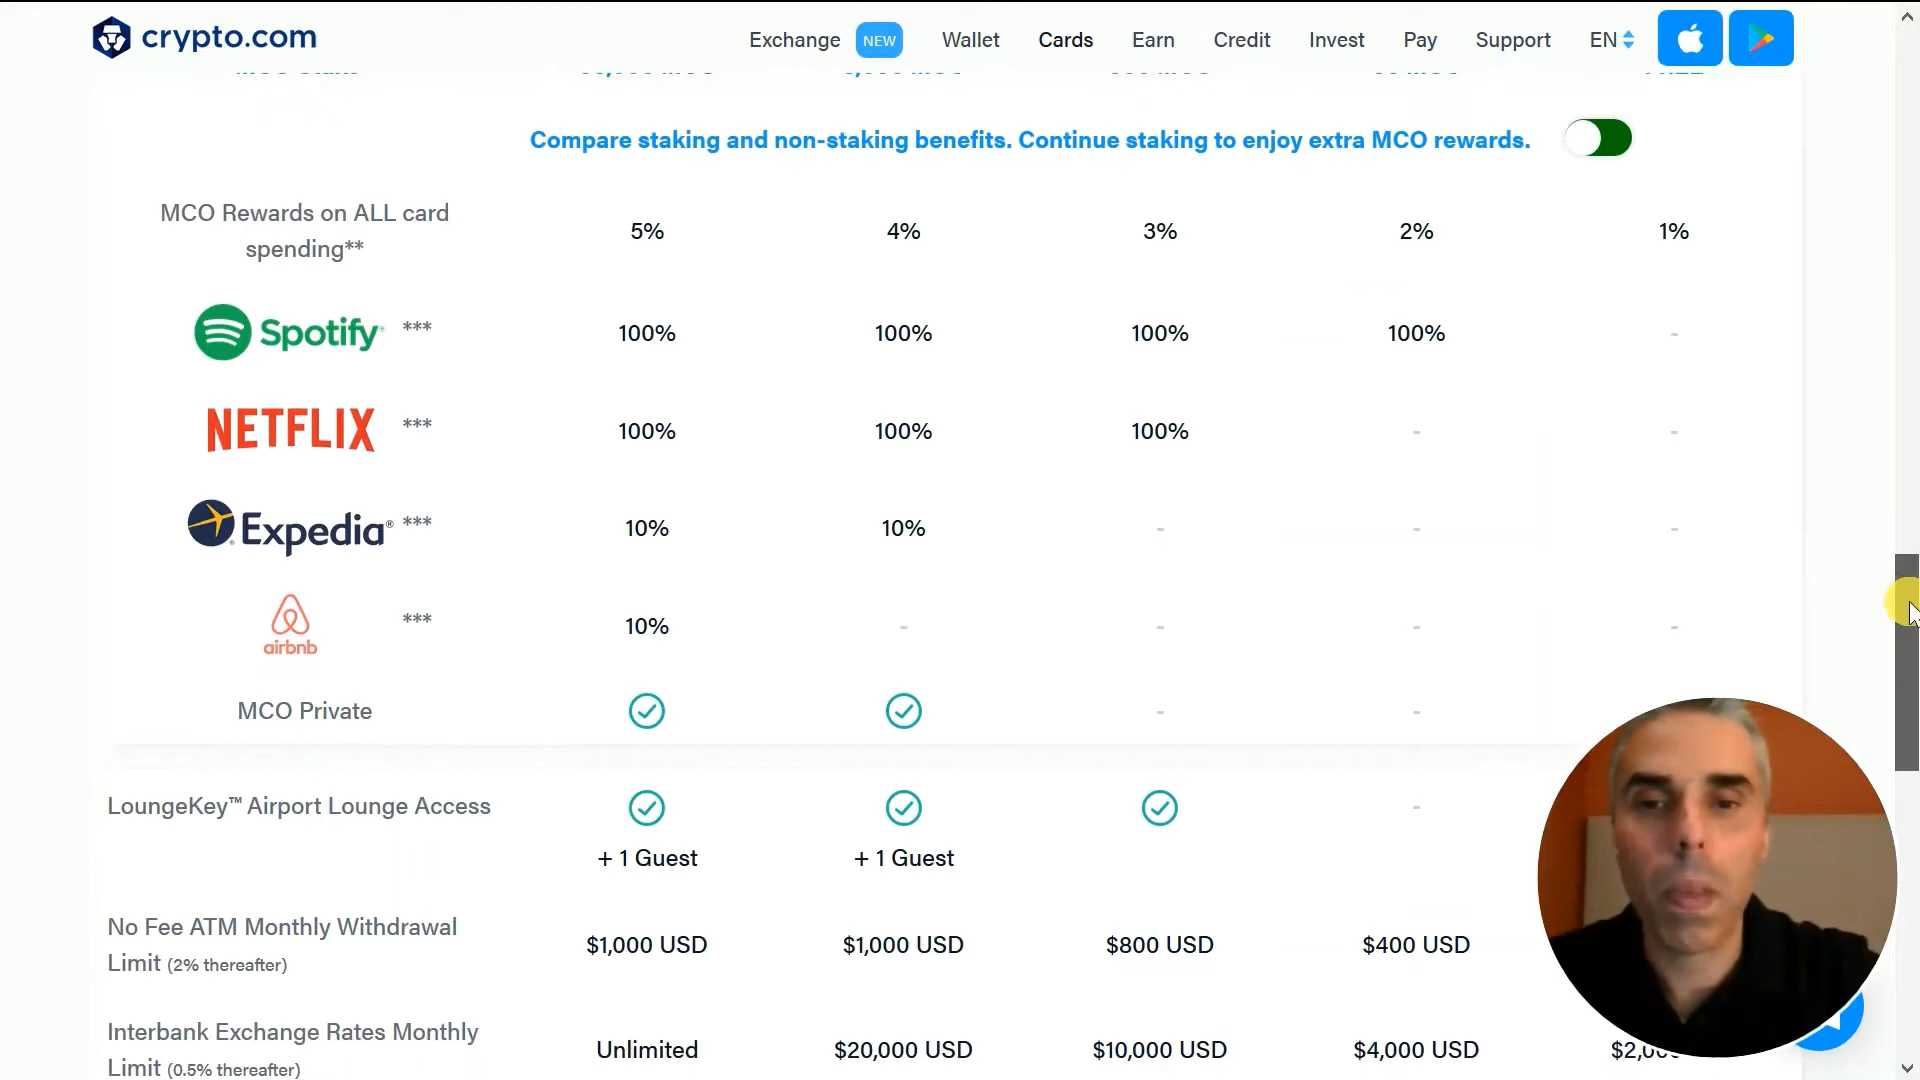 crypto.com
Exchange NEW Wallet Cards Earn Credit Invest Pay Support EN
Compare staking and non-staking benefits. Continue staking to enjoy extra MCO rewards.
MCO Rewards on ALL card
spending** 5% 4% 3% 2% 1%
Spotify *** 100% 100% 100% 100% -
NETFLIX *** 100% 100% 100% - -
Expedia® *** 10% 10% - - -
airbnb *** 10% - - - -
MCO Private - -
LoungeKey™ Airport Lounge Access -
+ 1 Guest + 1 Guest
No Fee ATM Monthly Withdrawal
Limit (2% thereafter) $1,000 USD $1,000 USD $800 USD $400 USD
Interbank Exchange Rates Monthly
Limit (0.5% thereafter) Unlimited $20,000 USD $10,000 USD $4,000 USD